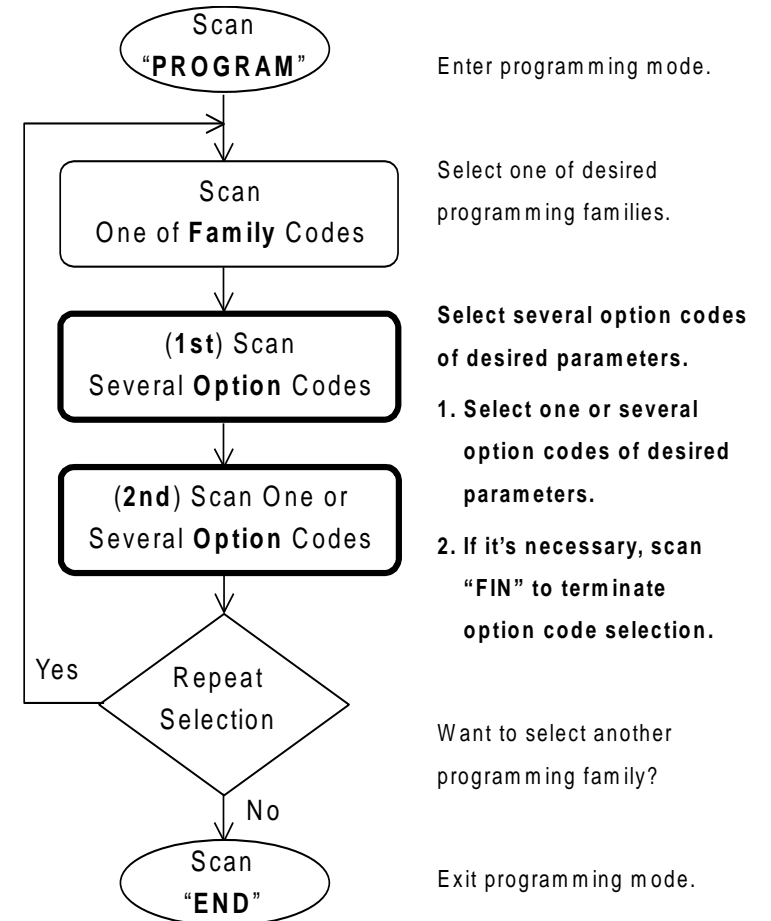 Scan
“PROGRAM”
Enter programming mode.
Scan
One of Family Codes
Select one of desired
programming families.
(1st) Scan
Several Option Codes
Select several option codes
of desired parameters.
1. Select one or several
option codes of desired
parameters.
(2nd) Scan One or
Several Option Codes
2. If it’s necessary, scan
“FIN” to terminate
option code selection.
Yes
Repeat
Selection
Want to select another
programming family?
No
Scan
“END”
Exit programming mode.